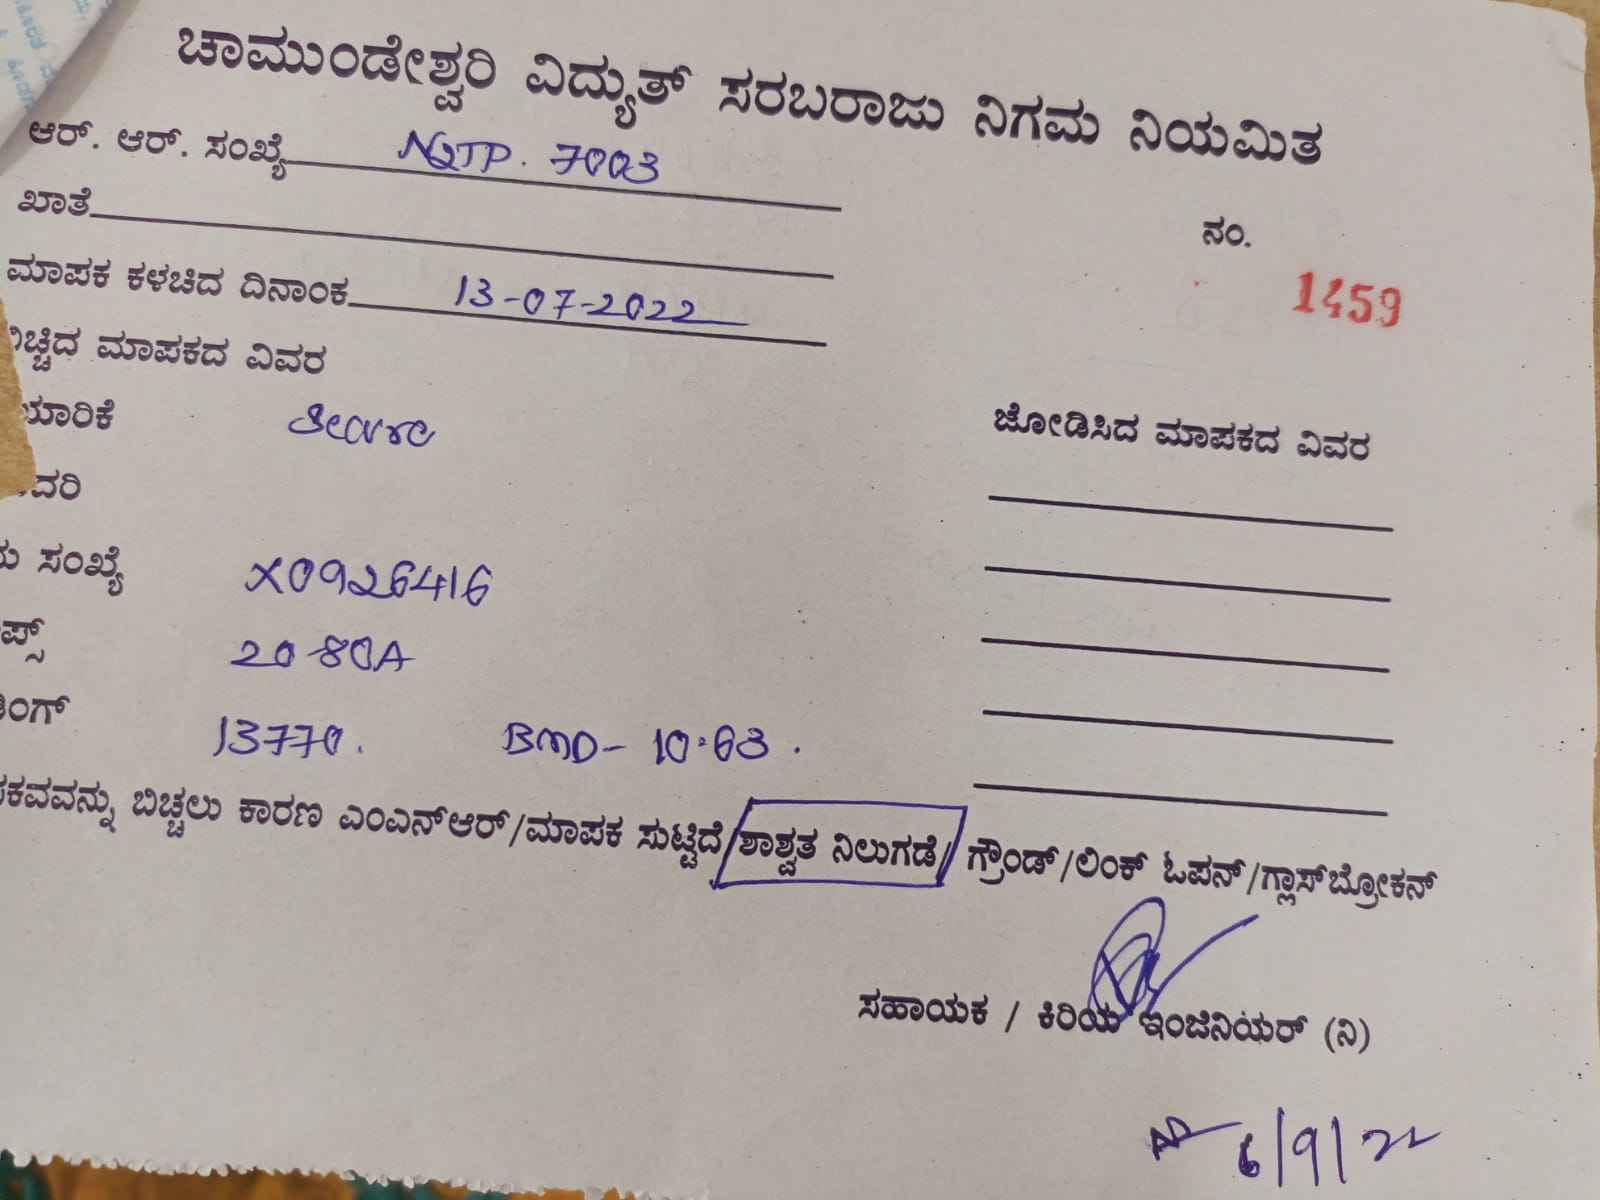 ಚಾಮುಂಡೇಶ್ವರಿ ವಿದ್ಯುತ್ ಸರಬರಾಜು ನಿಗಮ ನಿಯಮಿತ
ಆರ್. ಆರ್. ಸಂಖ್ಯೆ NQTP. 7003
ನಂ. 1459
ಖಾತೆ
ಮಾಪಕ ಕಳಚಿದ ದಿನಾಂಕ 13-07-2022
ಮಾಪಕದ ವಿವರ
ಜೋಡಿಸಿದ ಮಾಪಕದ ವಿವರ
ಸಂಖ್ಯೆ X0926416
20 80A
13770. BMD- 10.63.
ಬಿಚ್ಚಲು ಕಾರಣ ಎಂಎನ್ಆರ್/ಮಾಪಕ ಸುಟ್ಟಿದೆ/ಶಾಶ್ವತ ನಿಲುಗಡೆ/ ಗ್ರೌಂಡ್/ಲಿಂಕ್ ಓಪನ್/ಗ್ಲಾಸ್‌ಬ್ರೋಕನ್
ಸಹಾಯಕ / ಕಿರಿಯ ಇಂಜಿನಿಯರ್ (ನಿ)
6/9/22